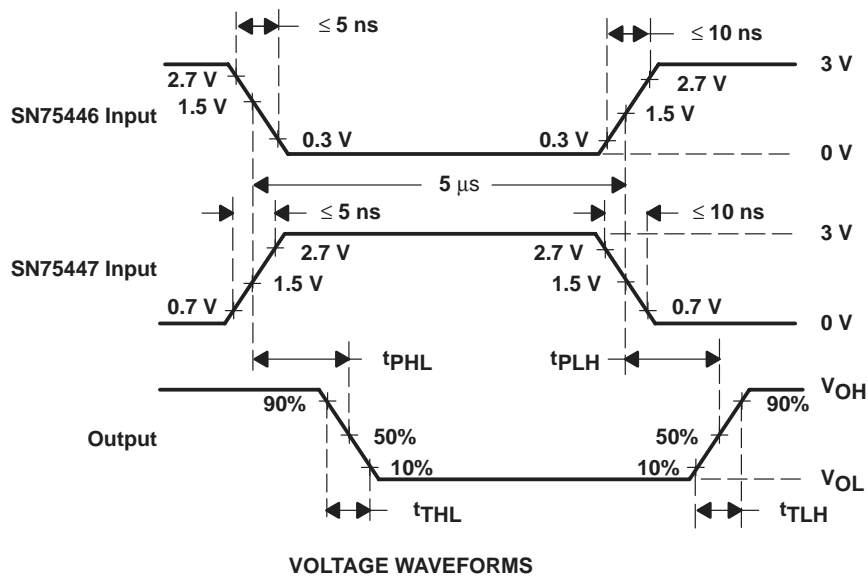 ≤ 5 ns
≤ 10 ns
2.7 V
2.7 V
3 V
1.5 V
1.5 V
SN75446 Input
0.3 V
0.3 V
0 V
5 μs
≤ 5 ns
≤ 10 ns
3 V
2.7 V
2.7 V
SN75447 Input
1.5 V
1.5 V
0.7 V
0.7 V
0 V
tPHL
tPLH
VOH
90%
90%
Output
50%
50%
10%
10%
VOL
tTHL
tTLH
VOLTAGE WAVEFORMS